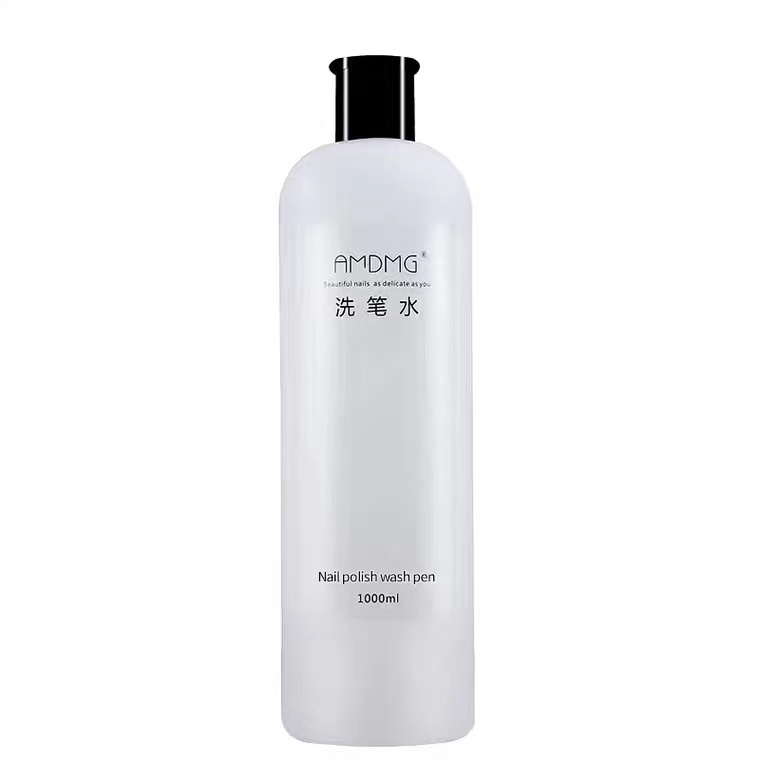 AMDMG®
Beautiful nails as delicate as you
洗笔水
Nail polish wash pen
1000ml